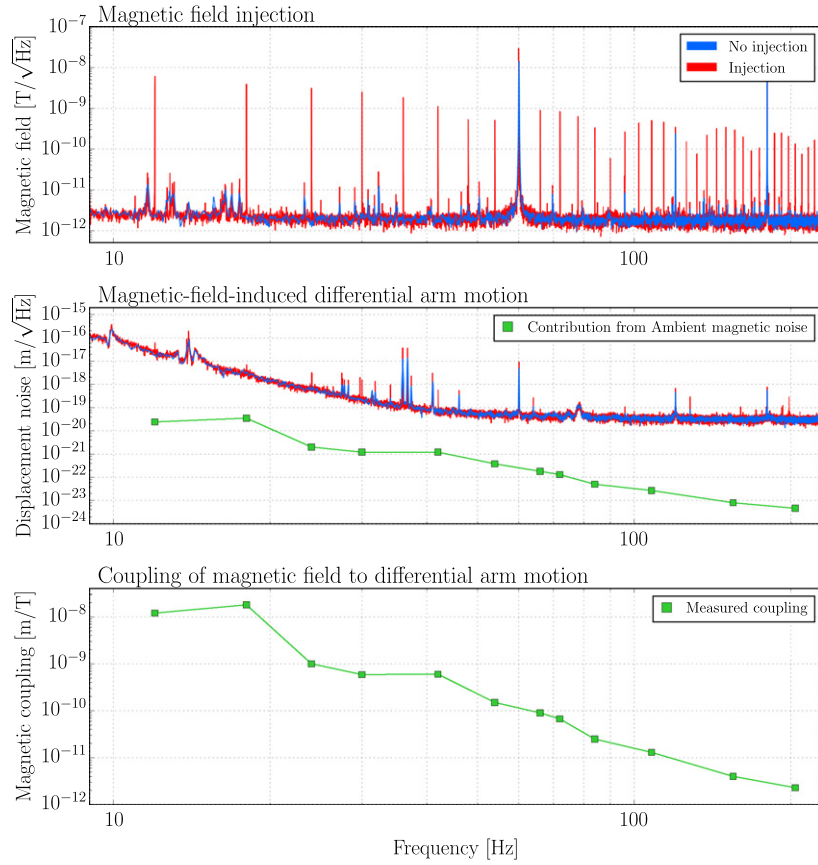 Magnetic field injection
Magnetic field [T/√Hz]
10⁻⁷
10⁻⁸
10⁻⁹
10⁻¹⁰
10⁻¹¹
10⁻¹²
No injection
Injection
10
100
Magnetic-field-induced differential arm motion
Displacement noise [m/√Hz]
10⁻¹⁵
10⁻¹⁶
10⁻¹⁷
10⁻¹⁸
10⁻¹⁹
10⁻²⁰
10⁻²¹
10⁻²²
10⁻²³
10⁻²⁴
Contribution from Ambient magnetic noise
10
100
Coupling of magnetic field to differential arm motion
Magnetic coupling [m/T]
10⁻⁸
10⁻⁹
10⁻¹⁰
10⁻¹¹
10⁻¹²
Measured coupling
10
100
Frequency [Hz]